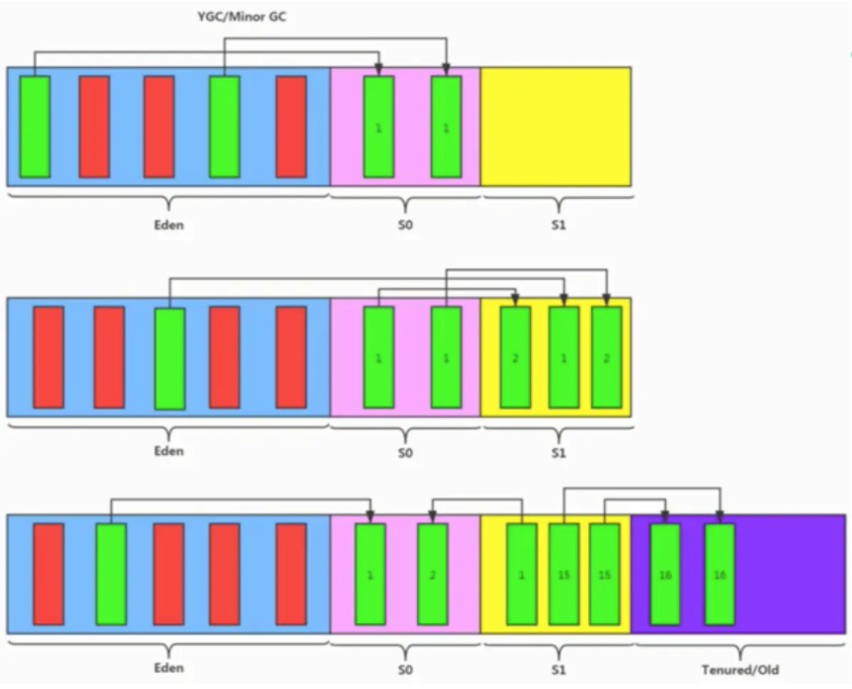 YGC/Minor GC
1 1
Eden S0 S1
1 1 2 1 2
Eden S0 S1
1 2 1 15 15 16 16
Eden S0 S1 Tenured/Old